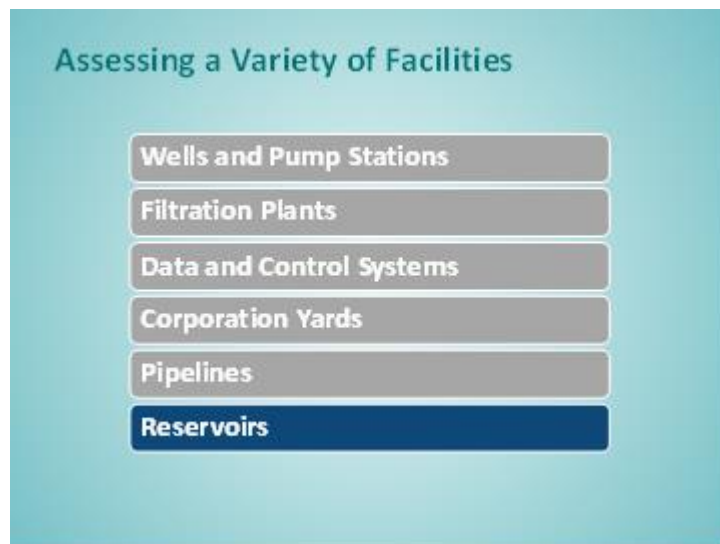 Assessing a Variety of Facilities
Wells and Pump Stations
Filtration Plants
Data and Control Systems
Corporation Yards
Pipelines
Reservoirs